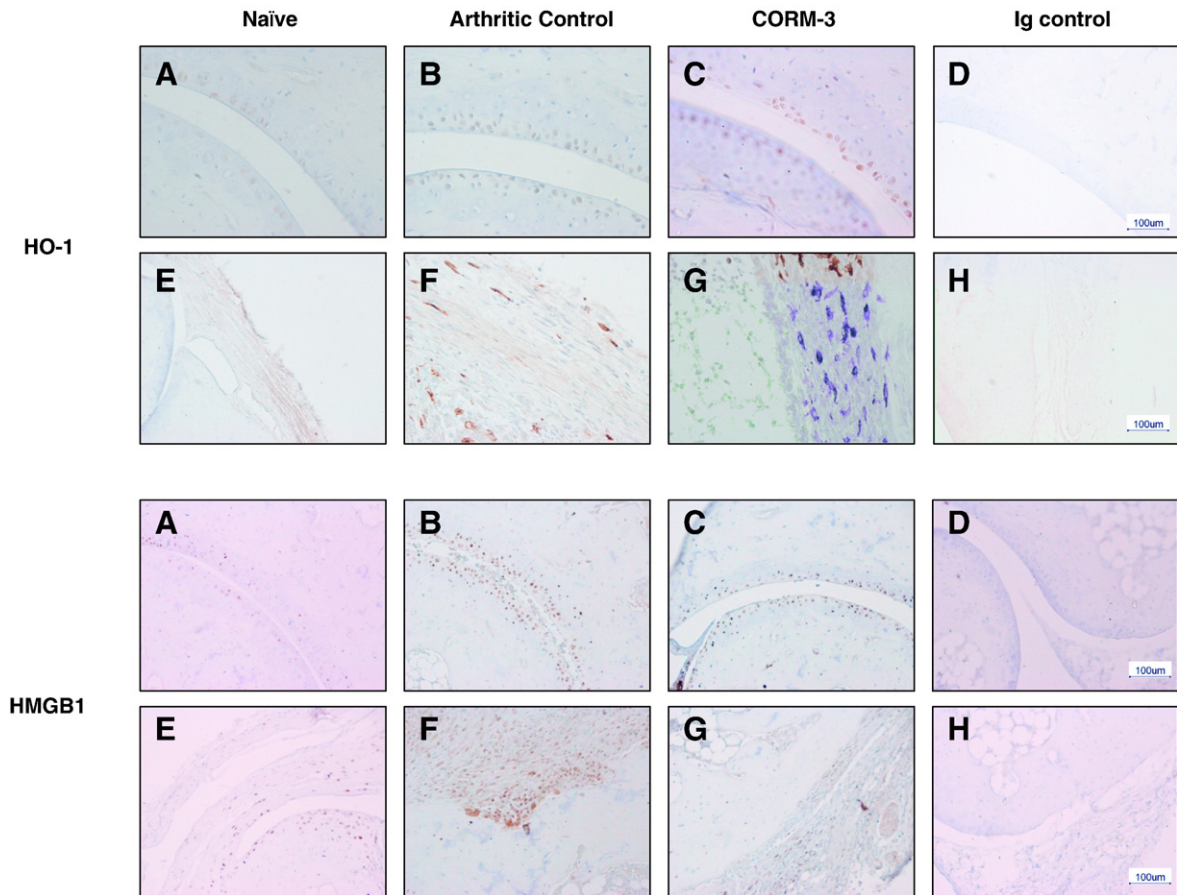 Naïve Arthritic Control CORM-3 Ig control
A B C D
100um
HO-1
E F G H
100um
A B C D
100um
HMGB1
E F G H
100um